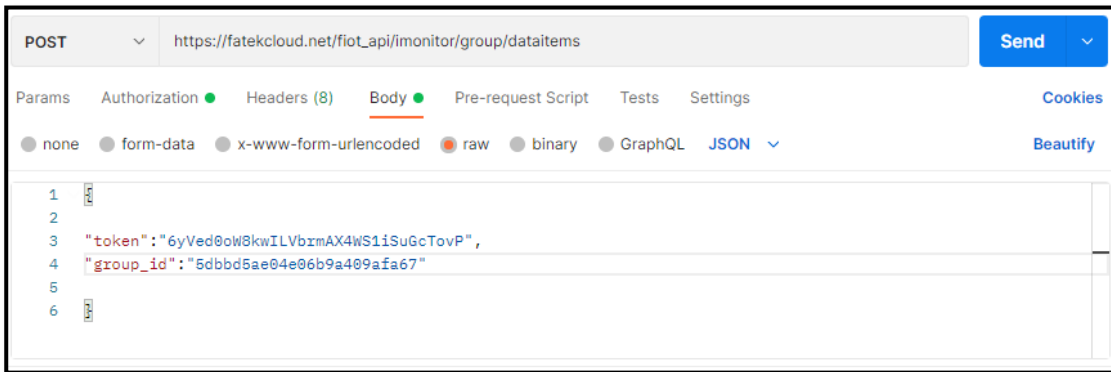 POST https://fatekcloud.net/fiot_api/imonitor/group/dataitems Send
Params Authorization Headers (8) Body Pre-request Script Tests Settings Cookies
none form-data x-www-form-urlencoded raw binary GraphQL JSON Beautify
1 {
2
3 "token":"6yVed0oW8kwILVbrmAX4WS1iSuGcTovP",
4 "group_id":"5dbbd5ae04e06b9a409afa67"
5
6 }